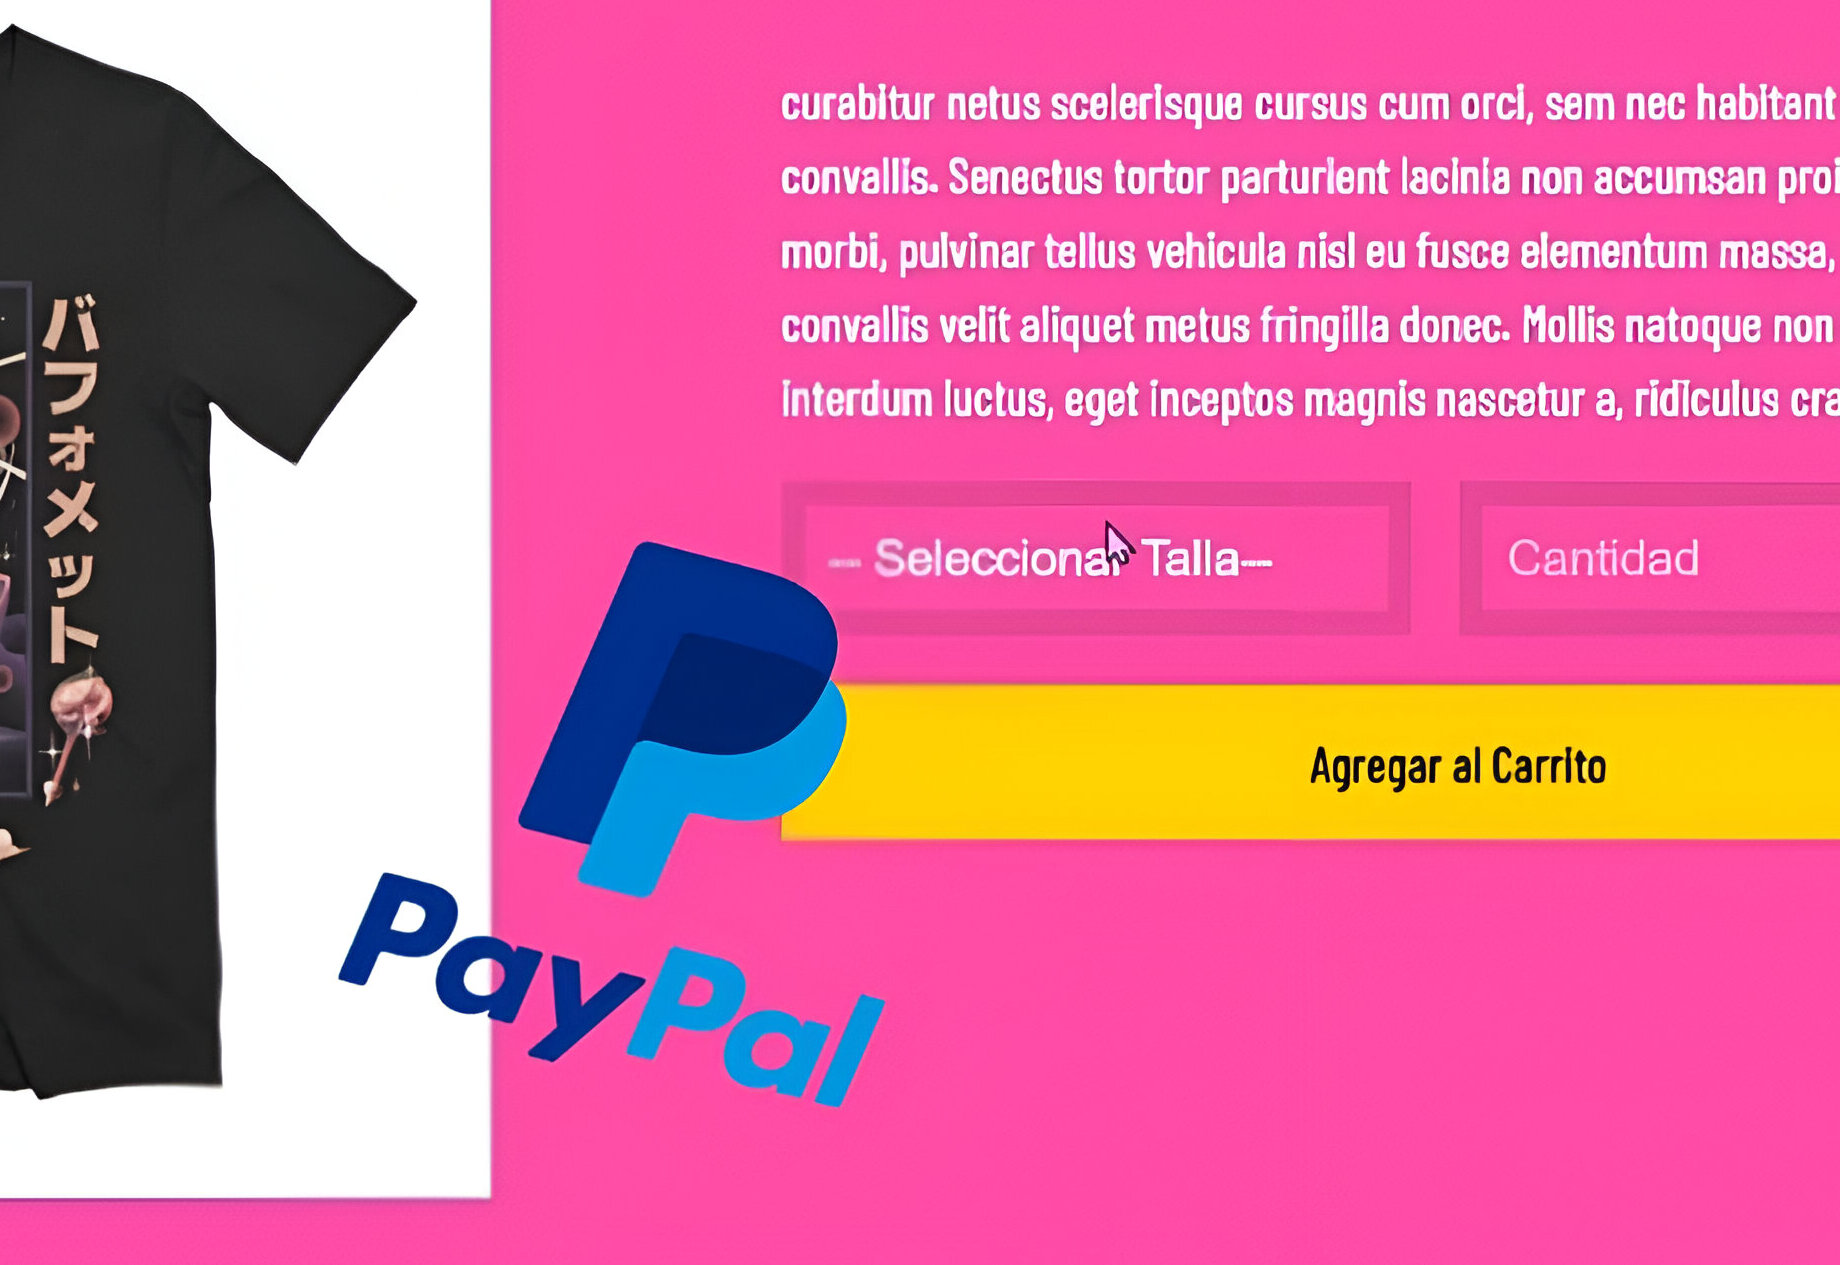 バフォメット
curabitur netus scelerisque cursus cum orci, sem nec habitant
convallis. Senectus tortor parturient lacinia non accumsan proi
morbi, pulvinar tellus vehicula nisl eu fusce elementum massa,
convallis velit aliquet metus fringilla donec. Mollis natoque non
Interdum luctus, eget inceptos magnis nascetur a, ridiculus cra
-- Seleccionar Talla--
Cantidad
Agregar al Carrito
PayPal